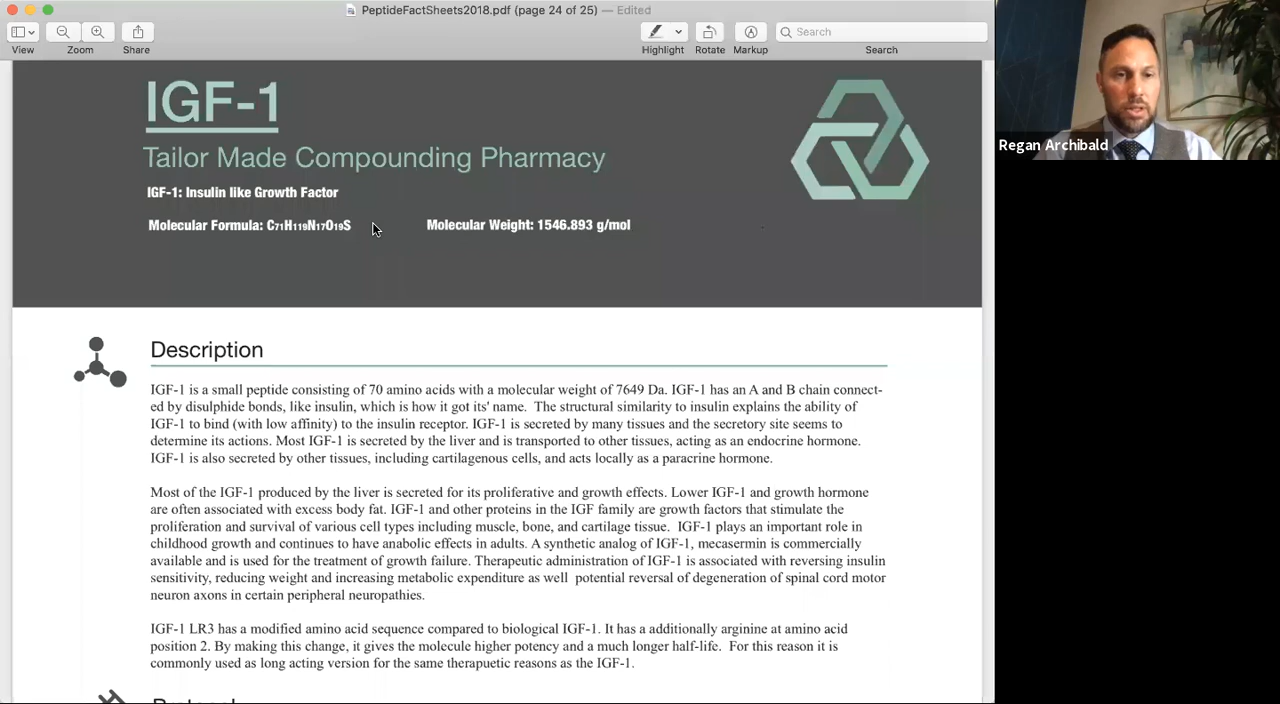 PeptideFactSheets2018.pdf (page 24 of 25) — Edited
View
Zoom
Share
Highlight
Rotate
Markup
Search
Search
IGF-1
Tailor Made Compounding Pharmacy
IGF-1: Insulin like Growth Factor
Molecular Formula: C71H119N17O19S
Molecular Weight: 1546.893 g/mol
Regan Archibald
Description
IGF-1 is a small peptide consisting of 70 amino acids with a molecular weight of 7649 Da. IGF-1 has an A and B chain connect-
ed by disulphide bonds, like insulin, which is how it got its' name. The structural similarity to insulin explains the ability of
IGF-1 to bind (with low affinity) to the insulin receptor. IGF-1 is secreted by many tissues and the secretory site seems to
determine its actions. Most IGF-1 is secreted by the liver and is transported to other tissues, acting as an endocrine hormone.
IGF-1 is also secreted by other tissues, including cartilagenous cells, and acts locally as a paracrine hormone.
Most of the IGF-1 produced by the liver is secreted for its proliferative and growth effects. Lower IGF-1 and growth hormone
are often associated with excess body fat. IGF-1 and other proteins in the IGF family are growth factors that stimulate the
proliferation and survival of various cell types including muscle, bone, and cartilage tissue. IGF-1 plays an important role in
childhood growth and continues to have anabolic effects in adults. A synthetic analog of IGF-1, mecasermin is commercially
available and is used for the treatment of growth failure. Therapeutic administration of IGF-1 is associated with reversing insulin
sensitivity, reducing weight and increasing metabolic expenditure as well potential reversal of degeneration of spinal cord motor
neuron axons in certain peripheral neuropathies.
IGF-1 LR3 has a modified amino acid sequence compared to biological IGF-1. It has a additionally arginine at amino acid
position 2. By making this change, it gives the molecule higher potency and a much longer half-life. For this reason it is
commonly used as long acting version for the same therapuetic reasons as the IGF-1.